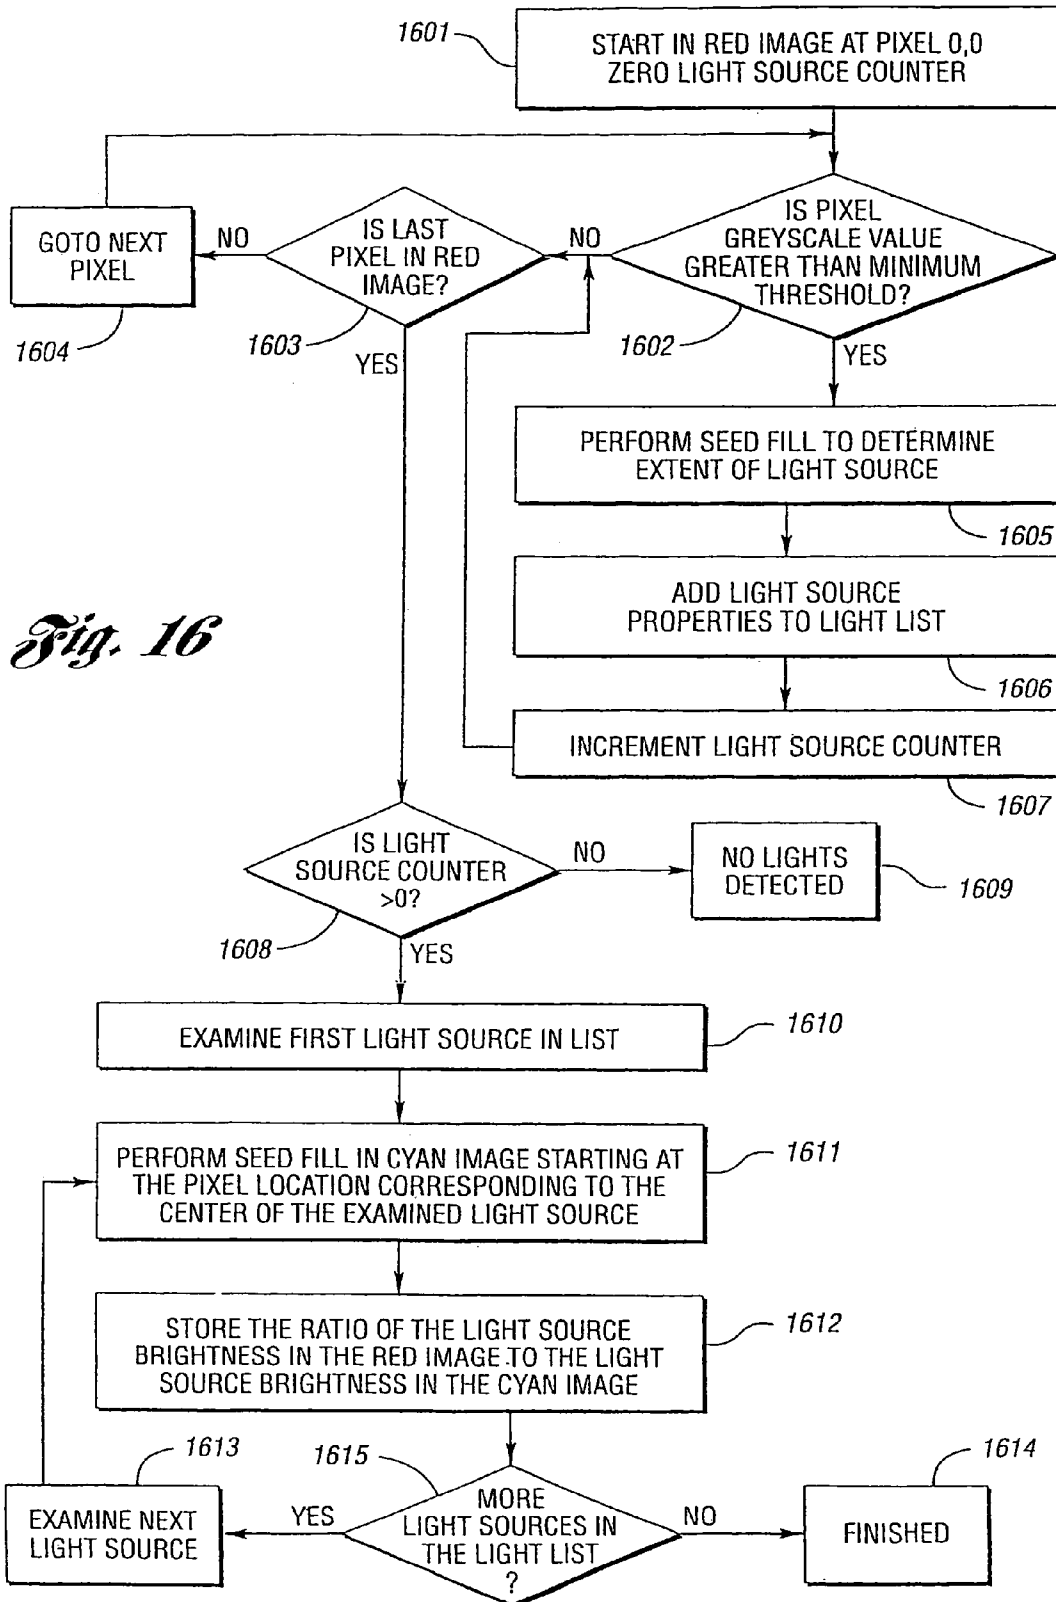 1601
START IN RED IMAGE AT PIXEL 0,0
ZERO LIGHT SOURCE COUNTER
GOTO NEXT
PIXEL
1604
NO
IS LAST
PIXEL IN RED
IMAGE?
1603
YES
NO
IS PIXEL
GREYSCALE VALUE
GREATER THAN MINIMUM
THRESHOLD?
1602
YES
PERFORM SEED FILL TO DETERMINE
EXTENT OF LIGHT SOURCE
1605
ADD LIGHT SOURCE
PROPERTIES TO LIGHT LIST
1606
INCREMENT LIGHT SOURCE COUNTER
1607
Fig. 16
IS LIGHT
SOURCE COUNTER
>0?
1608
NO
NO LIGHTS
DETECTED
1609
YES
EXAMINE FIRST LIGHT SOURCE IN LIST
1610
PERFORM SEED FILL IN CYAN IMAGE STARTING AT
THE PIXEL LOCATION CORRESPONDING TO THE
CENTER OF THE EXAMINED LIGHT SOURCE
1611
STORE THE RATIO OF THE LIGHT SOURCE
BRIGHTNESS IN THE RED IMAGE TO THE LIGHT
SOURCE BRIGHTNESS IN THE CYAN IMAGE
1612
1613
EXAMINE NEXT
LIGHT SOURCE
YES
1615
MORE
LIGHT SOURCES IN
THE LIGHT LIST
?
NO
1614
FINISHED